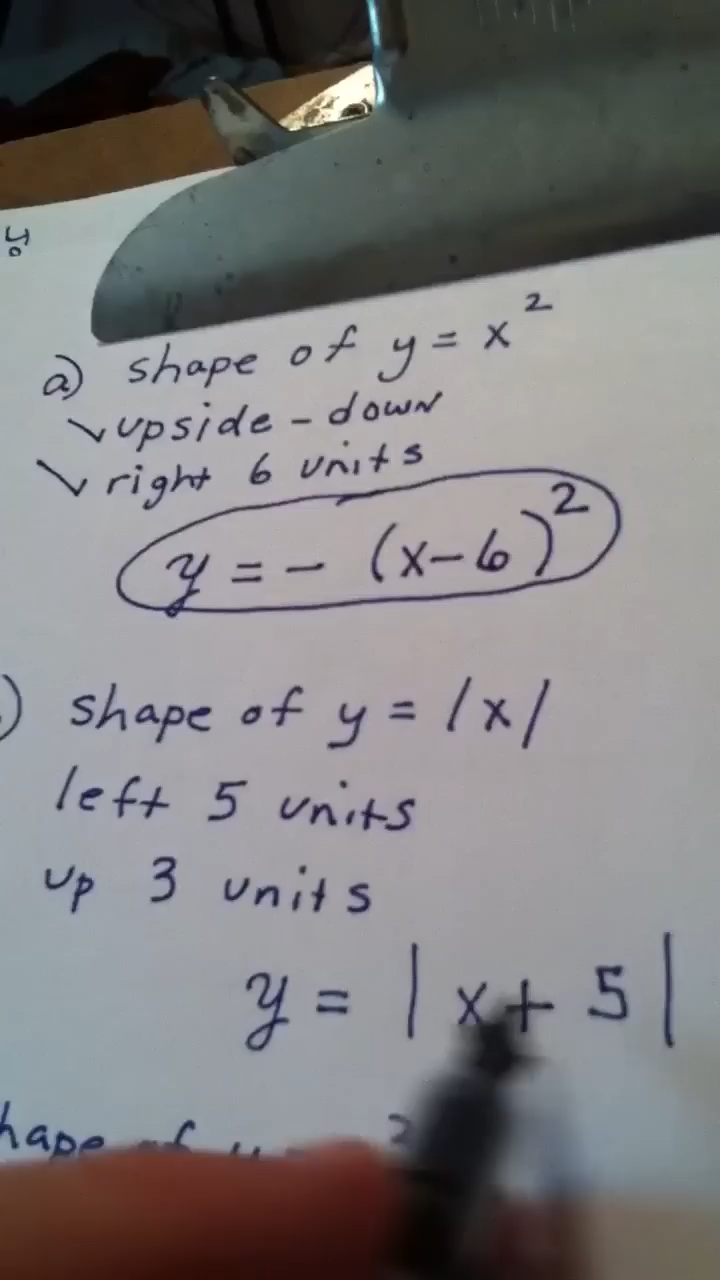 a) shape of y = x²
upside-down
right 6 units
y = - (x-6)²
) shape of y = |x|
left 5 units
up 3 units
y = | x + 5 |